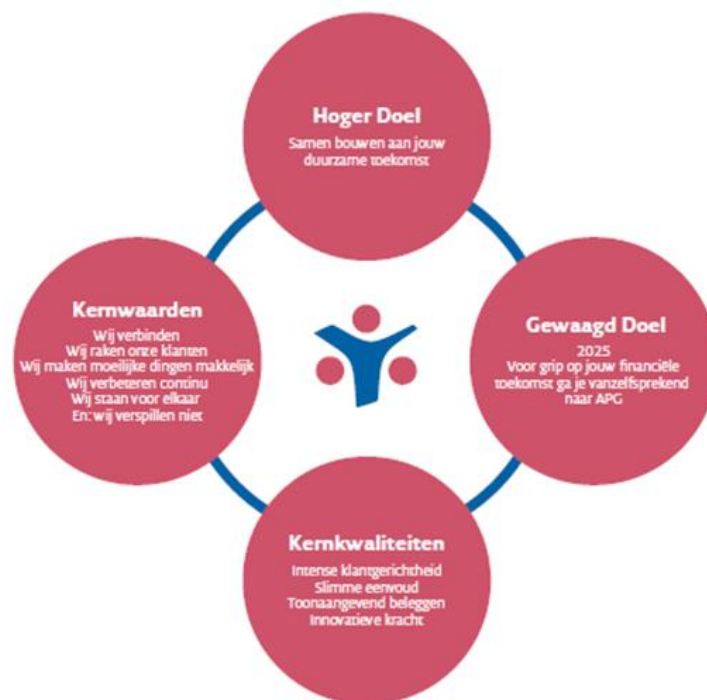 Hoger Doel
Samen bouwen aan jouw
duurzame toekomst
Kernwaarden
Wij verbinden
Wij raken onze klanten
Wij maken moeilijke dingen makkelijk
Wij verbeteren continu
Wij staan voor elkaar
En: wij verspillen niet
Gewaagd Doel
2025
Voor grip op jouw financiële
toekomst ga je vanzelfsprekend
naar APG
Kernkwaliteiten
Intense klantgerichtheid
Slimme eenvoud
Toonaangevend beleggen
Innovatieve kracht